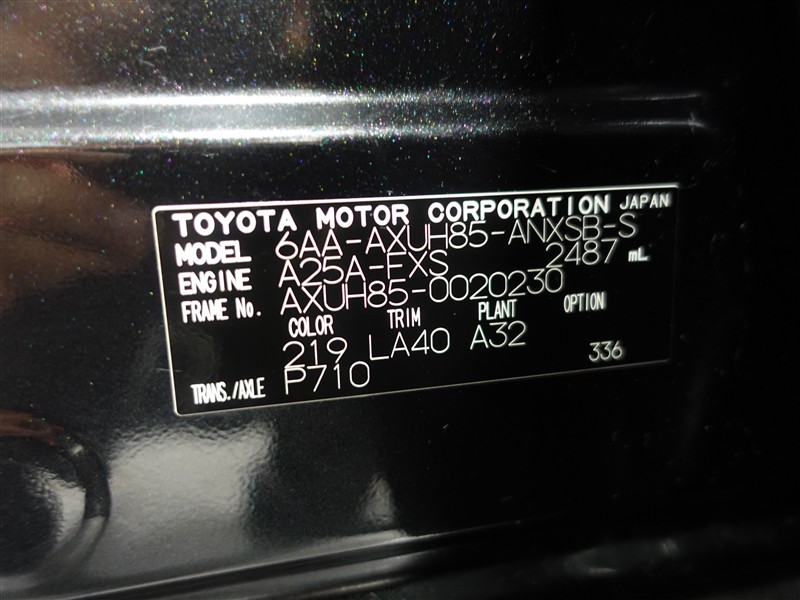 TOYOTA MOTOR CORPORATION JAPAN
MODEL 6AA-AXUH85-ANXSB-S
ENGINE A25A-FXS 2487 mL
FRAME No. AXUH85-0020230
COLOR TRIM PLANT OPTION
219 LA40 A32
TRANS./AXLE P710 336